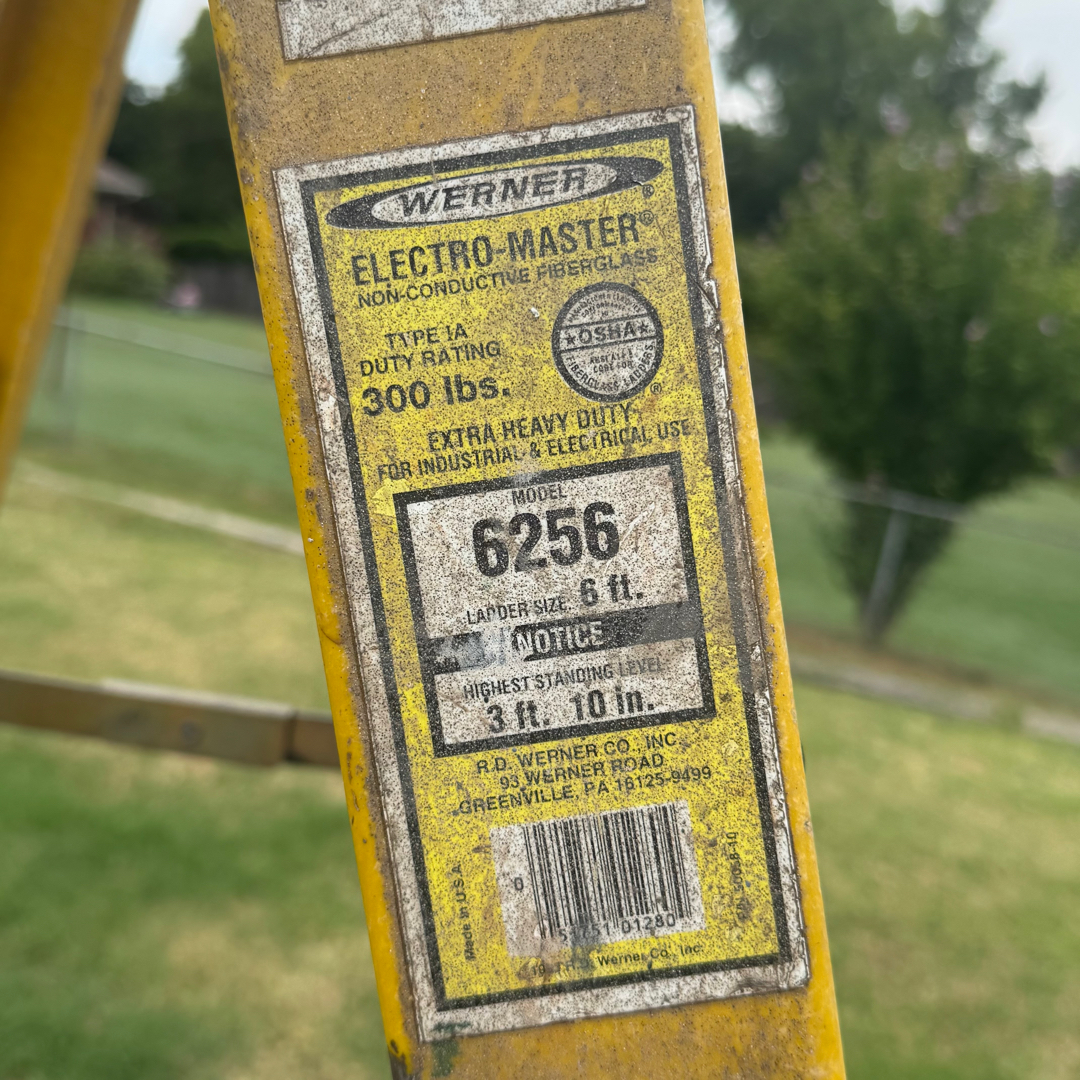 WERNER®
ELECTRO-MASTER®
NON-CONDUCTIVE FIBERGLASS
TYPE IA
DUTY RATING
300 lbs.
★OSHA★
®
EXTRA HEAVY DUTY
FOR INDUSTRIAL & ELECTRICAL USE
MODEL
6256
LADDER SIZE 6 ft.
NOTICE
HIGHEST STANDING LEVEL
3 ft. 10 in.
R.D. WERNER CO., INC.
93 WERNER ROAD
GREENVILLE, PA 16125-9499
Made in U.S.A.
0
01280
Werner Co., Inc.